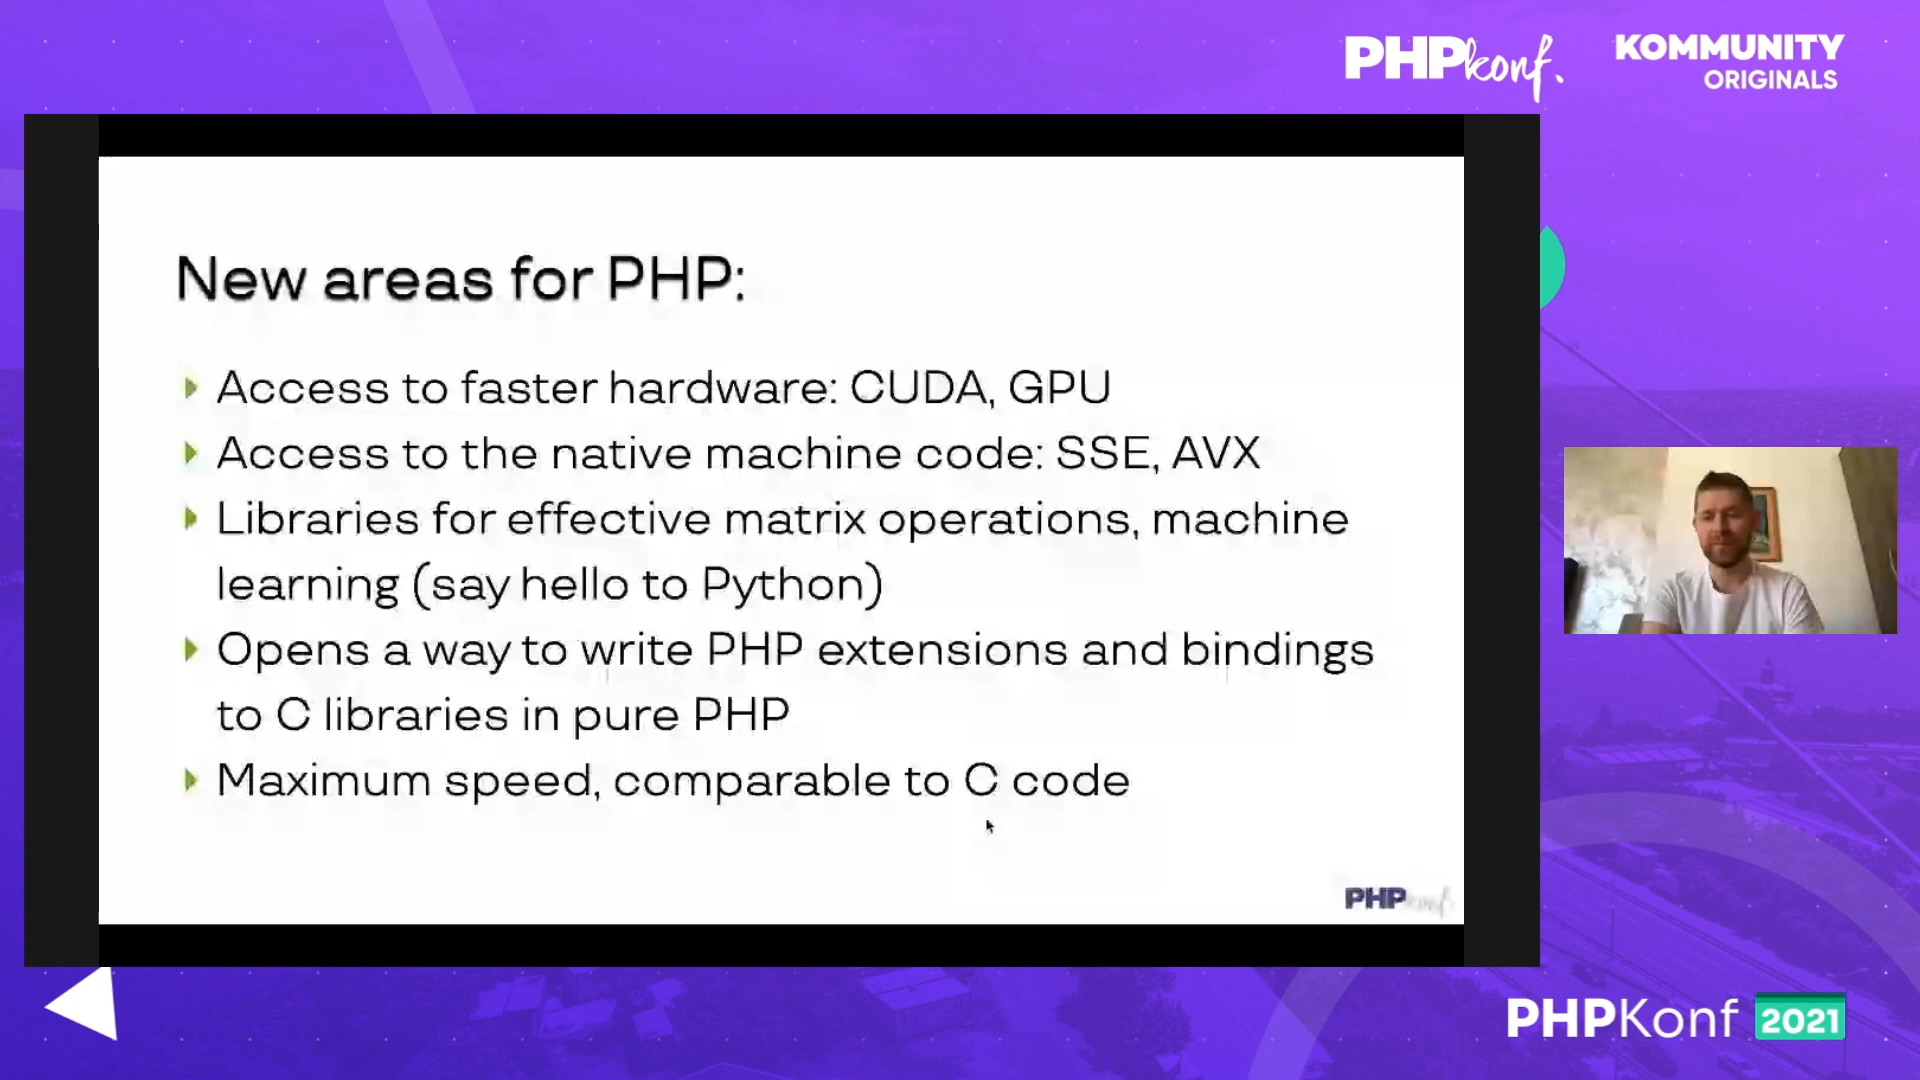 PHPkonf.
KOMMUNITY
ORIGINALS
New areas for PHP:
Access to faster hardware: CUDA, GPU
Access to the native machine code: SSE, AVX
Libraries for effective matrix operations, machine
learning (say hello to Python)
Opens a way to write PHP extensions and bindings
to C libraries in pure PHP
Maximum speed, comparable to C code
PHPkonf.
PHPKonf 2021